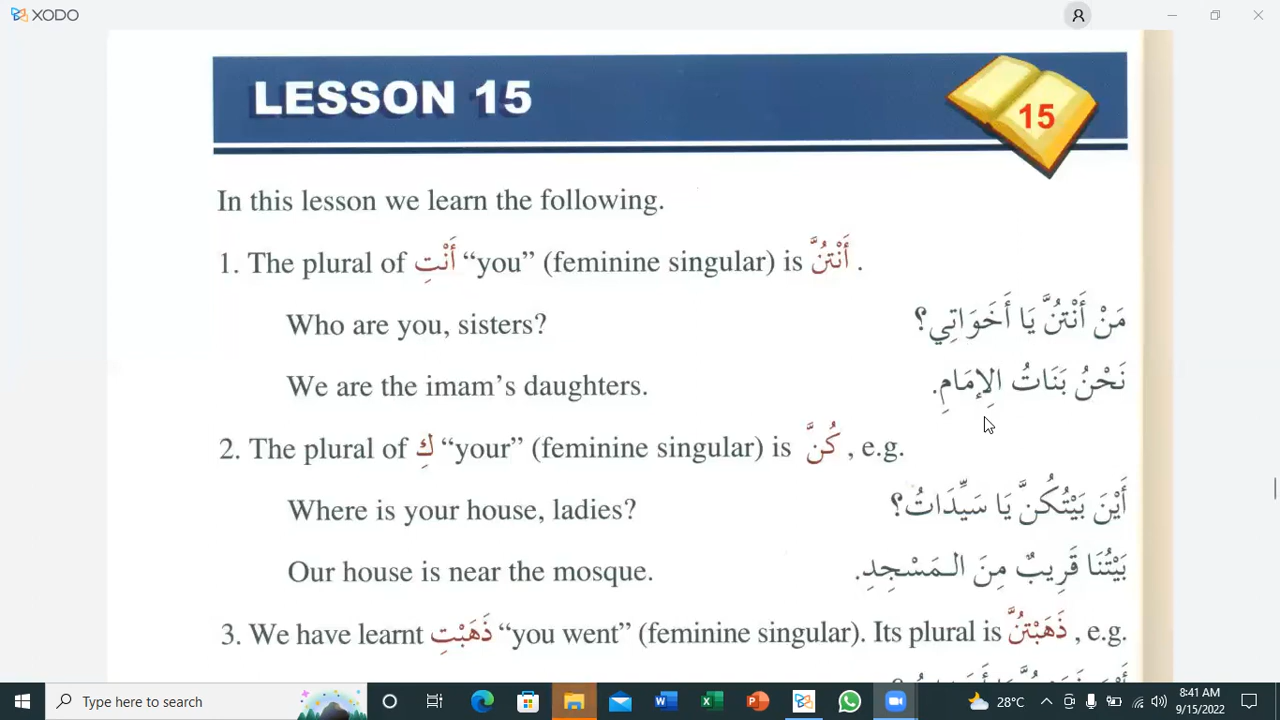 XODO
LESSON 15
15
In this lesson we learn the following.
1. The plural of أَنْتِ “you” (feminine singular) is أَنْتُنَّ .
Who are you, sisters? مَنْ أَنْتُنَّ يَا أَخَوَاتِي؟
We are the imam’s daughters. نَحْنُ بَنَاتُ الإِمَامِ.
2. The plural of كِ “your” (feminine singular) is كُنَّ , e.g.
Where is your house, ladies? أَيْنَ بَيْتُكُنَّ يَا سَيِّدَاتُ؟
Our house is near the mosque. بَيْتُنَا قَرِيبٌ مِنَ الـمَسْجِدِ.
3. We have learnt ذَهَبْتِ “you went” (feminine singular). Its plural is ذَهَبْتُنَّ , e.g.
Type here to search
28°C
8:41 AM
9/15/2022